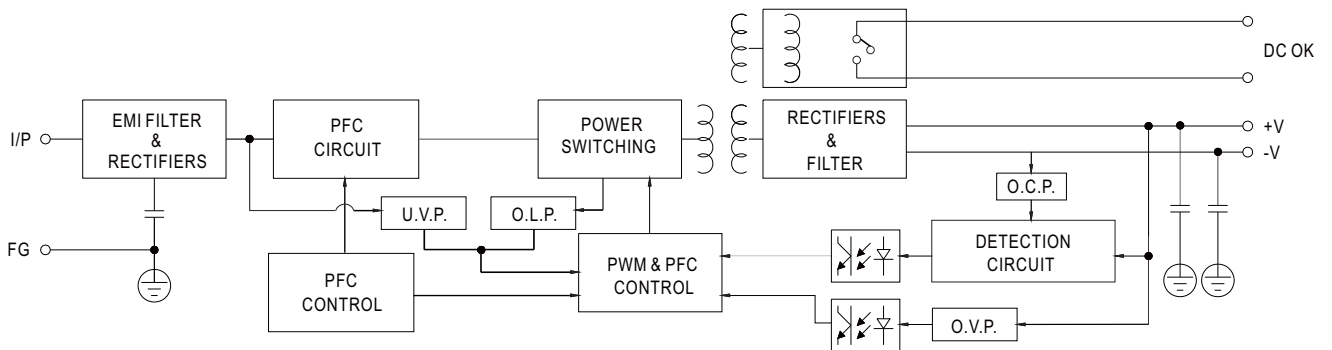 DC OK
I/P
EMI FILTER
&
RECTIFIERS
PFC
CIRCUIT
POWER
SWITCHING
RECTIFIERS
&
FILTER
+V
-V
U.V.P.
O.L.P.
O.C.P.
FG
PFC
CONTROL
PWM & PFC
CONTROL
DETECTION
CIRCUIT
O.V.P.